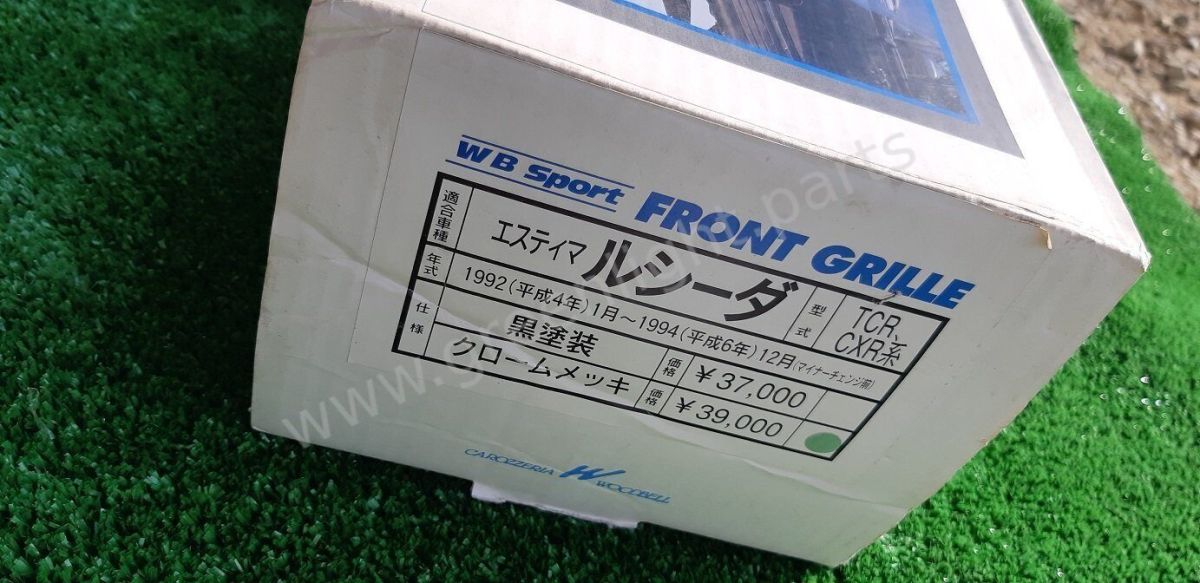 WB Sport FRONT GRILLE
適合車種 エスティマ ルシーダ 型式 TCR、CXR系
年式 1992(平成4年)1月〜1994(平成6年)12月(マイナーチェンジ前)
仕様 黒塗装 価格 ¥37,000
クロームメッキ 価格 ¥39,000
CAROZZERIA W WOODBELL